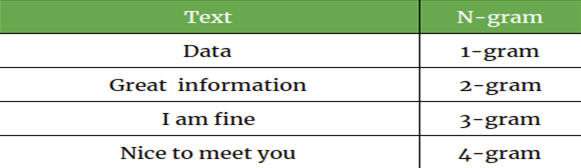 Text N-gram
Data 1-gram
Great information 2-gram
I am fine 3-gram
Nice to meet you 4-gram